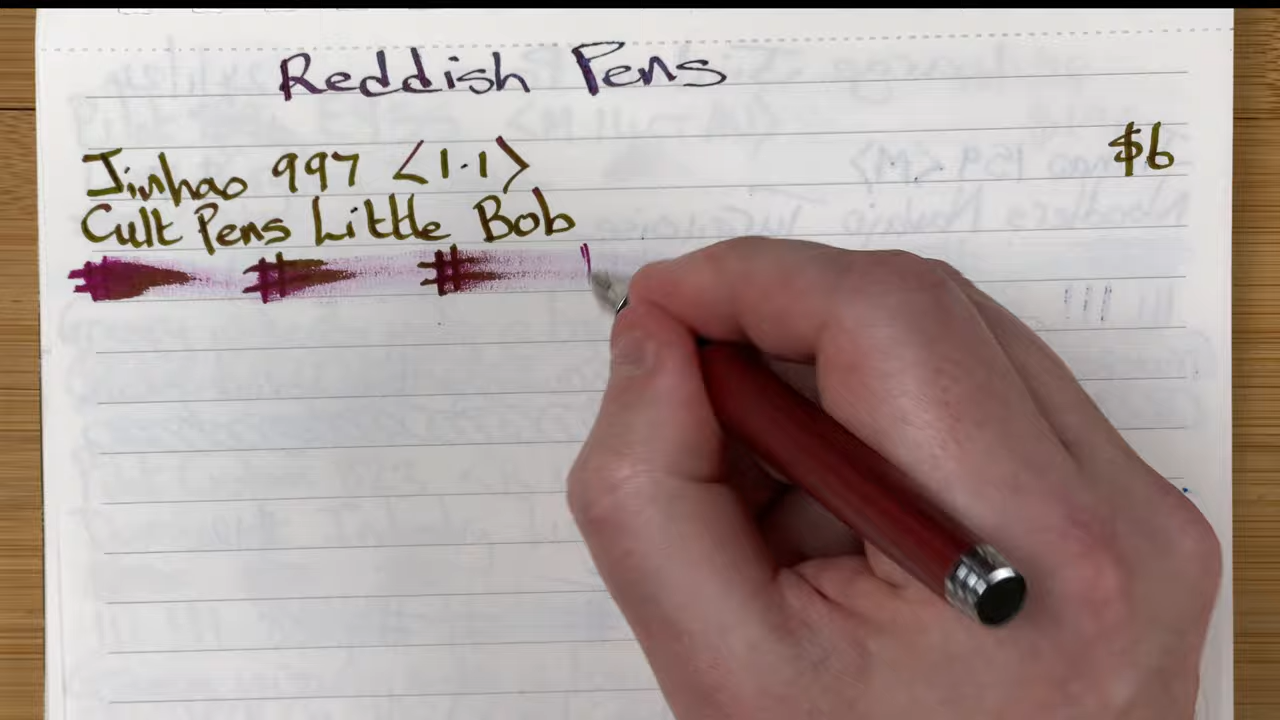 Reddish Pens
Jinhao 997 <1.1> $6
Cult Pens Little Bob